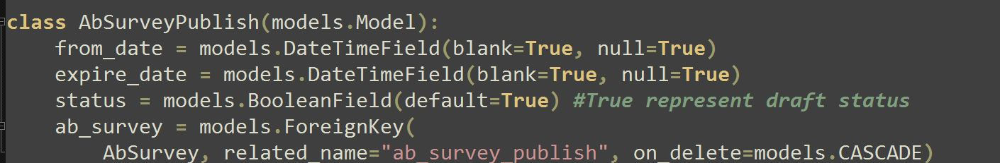 class AbSurveyPublish(models.Model):
    from_date = models.DateTimeField(blank=True, null=True)
    expire_date = models.DateTimeField(blank=True, null=True)
    status = models.BooleanField(default=True) #True represent draft status
    ab_survey = models.ForeignKey(
        AbSurvey, related_name="ab_survey_publish", on_delete=models.CASCADE)